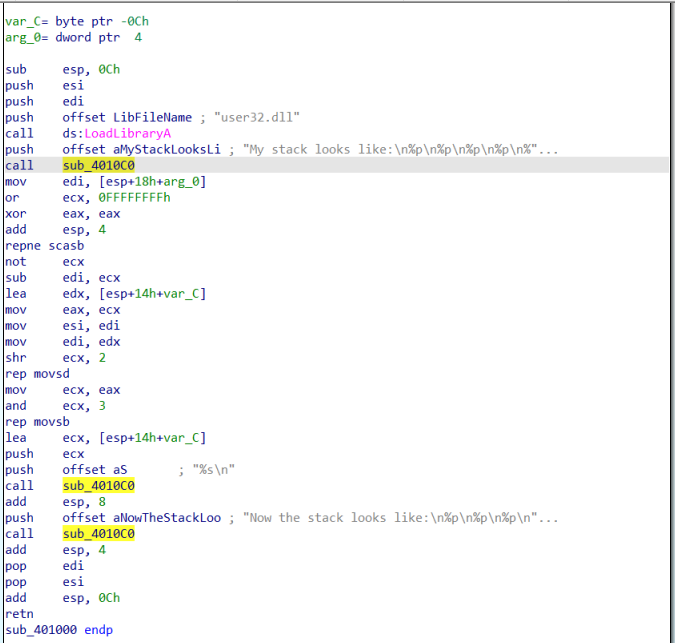 var_C= byte ptr -0Ch
arg_0= dword ptr  4
sub     esp, 0Ch
push    esi
push    edi
push    offset LibFileName ; "user32.dll"
call    ds:LoadLibraryA
push    offset aMyStackLooksLi ; "My stack looks like:\n%p\n%p\n%p\n%p\n%"...
call    sub_4010C0
mov     edi, [esp+18h+arg_0]
or      ecx, 0FFFFFFFFh
xor     eax, eax
add     esp, 4
repne scasb
not     ecx
sub     edi, ecx
lea     edx, [esp+14h+var_C]
mov     eax, ecx
mov     esi, edi
mov     edi, edx
shr     ecx, 2
rep movsd
mov     ecx, eax
and     ecx, 3
rep movsb
lea     ecx, [esp+14h+var_C]
push    ecx
push    offset aS       ; "%s\n"
call    sub_4010C0
add     esp, 8
push    offset aNowTheStackLoo ; "Now the stack looks like:\n%p\n%p\n%p\n"...
call    sub_4010C0
add     esp, 4
pop     edi
pop     esi
add     esp, 0Ch
retn
sub_401000 endp